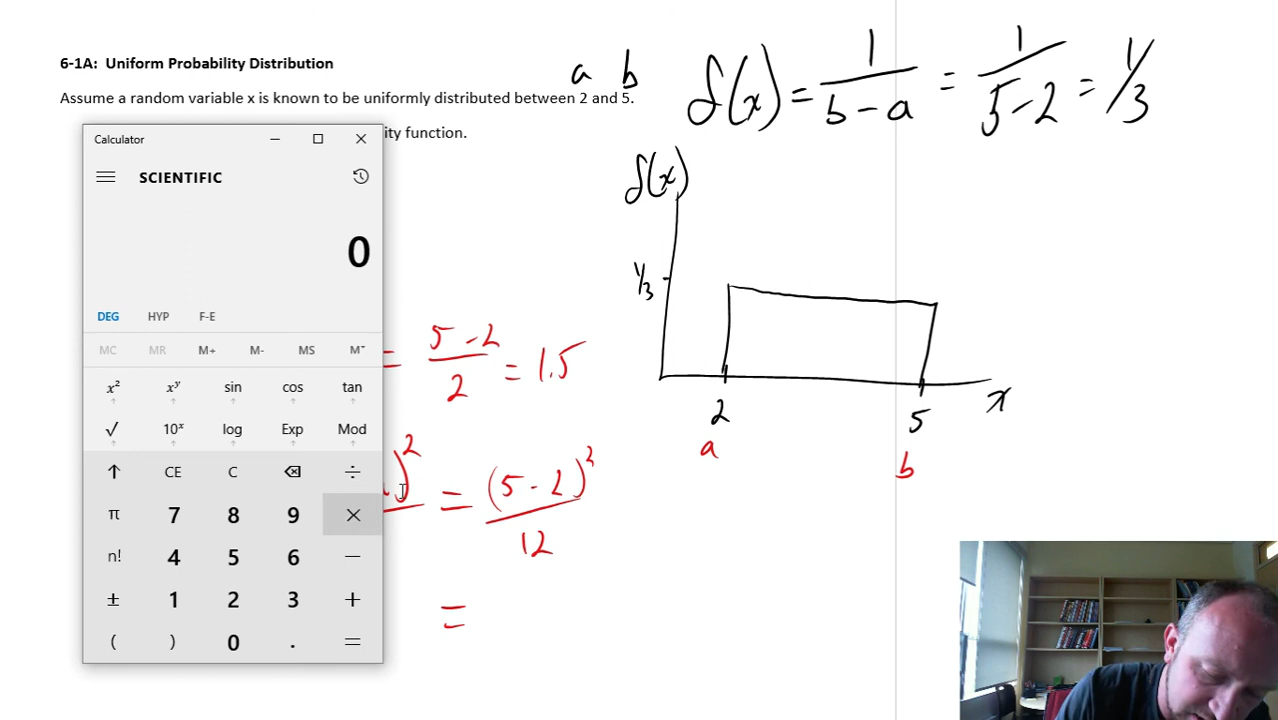 6-1A: Uniform Probability Distribution
a b
Assume a random variable x is known to be uniformly distributed between 2 and 5.
f(x) = 1/(b-a) = 1/(5-2) = 1/3
ity function.
Calculator
SCIENTIFIC
0
DEG HYP F-E
MC MR M+ M- MS M˅
x² xʸ sin cos tan
√ 10ˣ log Exp Mod
↑ CE C ⌫ ÷
π 7 8 9 ×
n! 4 5 6 −
± 1 2 3 +
( ) 0 . =
= (5-2)/2 = 1.5
)² = (5-2)²/12
=
f(x)
1/3
2 5 x
a b